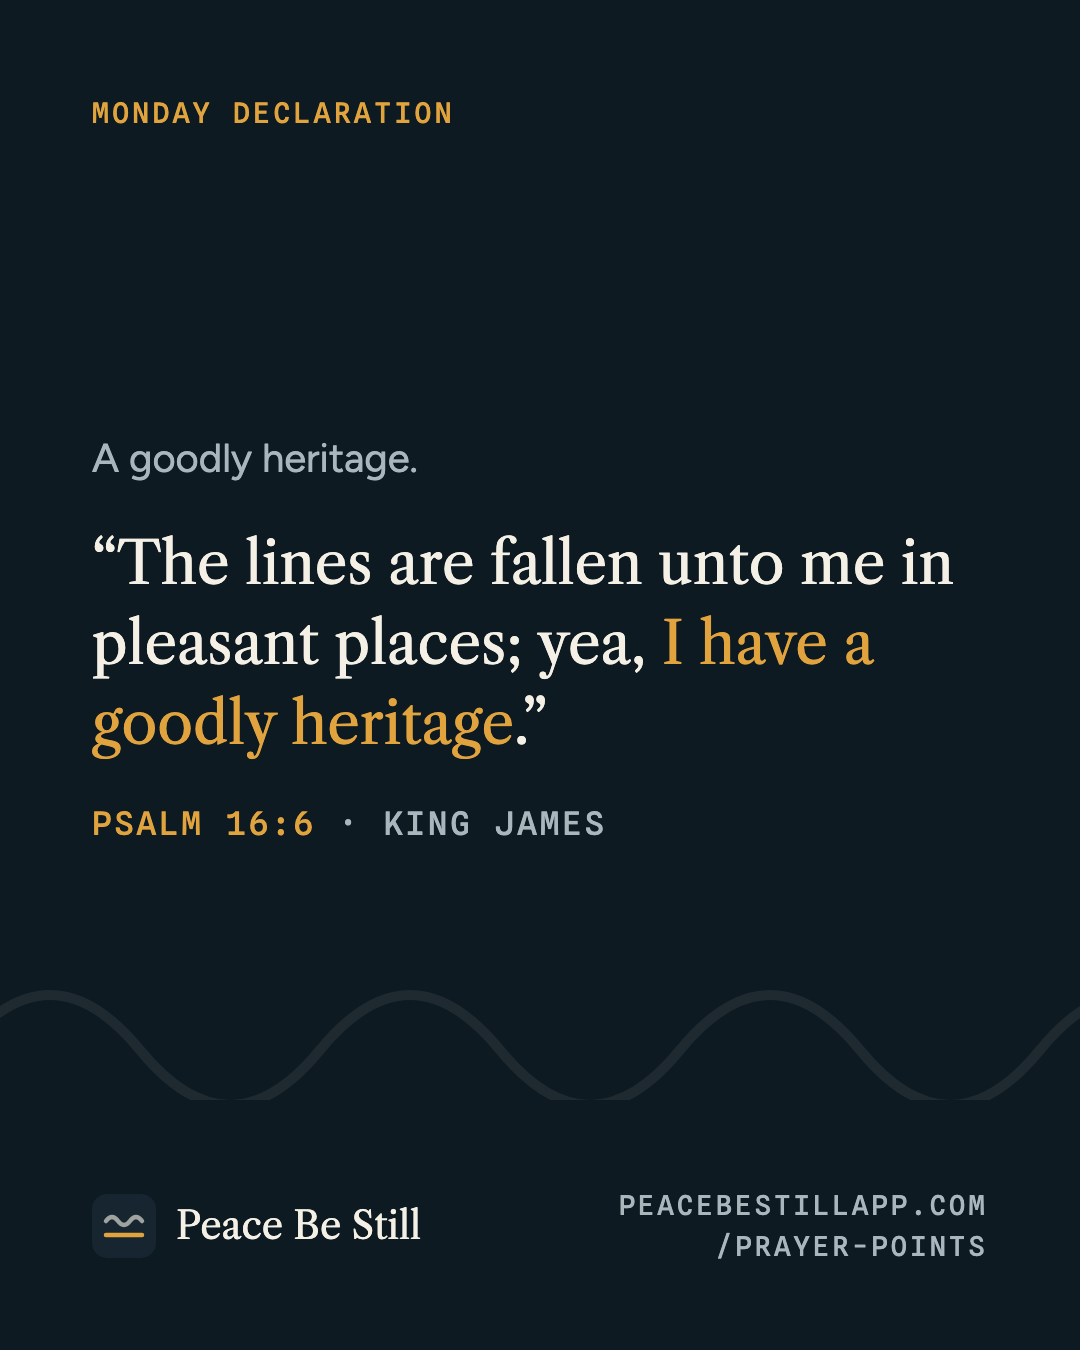 MONDAY DECLARATION
A goodly heritage.
“The lines are fallen unto me in
pleasant places; yea, I have a
goodly heritage.”
PSALM 16:6 · KING JAMES
Peace Be Still
PEACEBESTILLAPP.COM
/PRAYER-POINTS